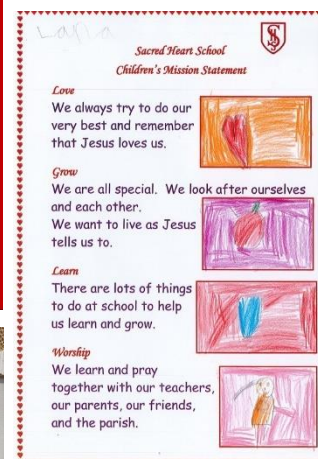 Sacred Heart School
Children's Mission Statement
Love
We always try to do our
very best and remember
that Jesus loves us.
Grow
We are all special. We look after ourselves
and each other.
We want to live as Jesus
tells us to.
Learn
There are lots of things
to do at school to help
us learn and grow.
Worship
We learn and pray
together with our teachers,
our parents, our friends,
and the parish.